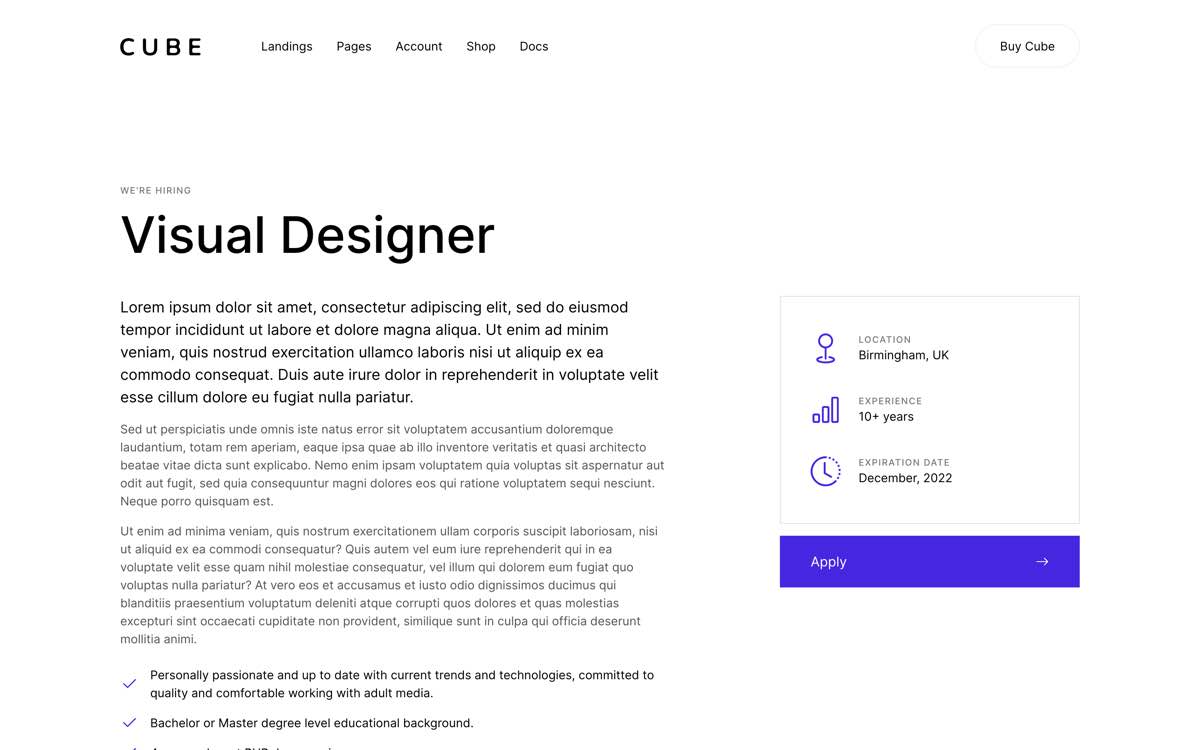 CUBE
Landings
Pages
Account
Shop
Docs
Buy Cube
WE'RE HIRING
Visual Designer
Lorem ipsum dolor sit amet, consectetur adipiscing elit, sed do eiusmod
tempor incididunt ut labore et dolore magna aliqua. Ut enim ad minim
veniam, quis nostrud exercitation ullamco laboris nisi ut aliquip ex ea
commodo consequat. Duis aute irure dolor in reprehenderit in voluptate velit
esse cillum dolore eu fugiat nulla pariatur.
Sed ut perspiciatis unde omnis iste natus error sit voluptatem accusantium doloremque
laudantium, totam rem aperiam, eaque ipsa quae ab illo inventore veritatis et quasi architecto
beatae vitae dicta sunt explicabo. Nemo enim ipsam voluptatem quia voluptas sit aspernatur aut
odit aut fugit, sed quia consequuntur magni dolores eos qui ratione voluptatem sequi nesciunt.
Neque porro quisquam est.
Ut enim ad minima veniam, quis nostrum exercitationem ullam corporis suscipit laboriosam, nisi
ut aliquid ex ea commodi consequatur? Quis autem vel eum iure reprehenderit qui in ea
voluptate velit esse quam nihil molestiae consequatur, vel illum qui dolorem eum fugiat quo
voluptas nulla pariatur? At vero eos et accusamus et iusto odio dignissimos ducimus qui
blanditiis praesentium voluptatum deleniti atque corrupti quos dolores et quas molestias
excepturi sint occaecati cupiditate non provident, similique sunt in culpa qui officia deserunt
mollitia animi.
Personally passionate and up to date with current trends and technologies, committed to
quality and comfortable working with adult media.
Bachelor or Master degree level educational background.
LOCATION
Birmingham, UK
EXPERIENCE
10+ years
EXPIRATION DATE
December, 2022
Apply